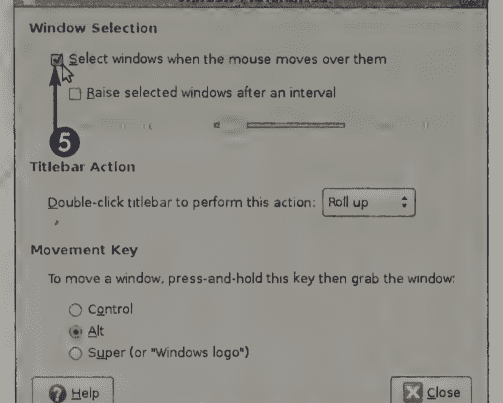 Window Selection
Select windows when the mouse moves over them
Raise selected windows after an interval
5
Titlebar Action
Double-click titlebar to perform this action: Roll up
Movement Key
To move a window, press-and-hold this key then grab the window:
Control
Alt
Super (or "Windows logo")
Help Close